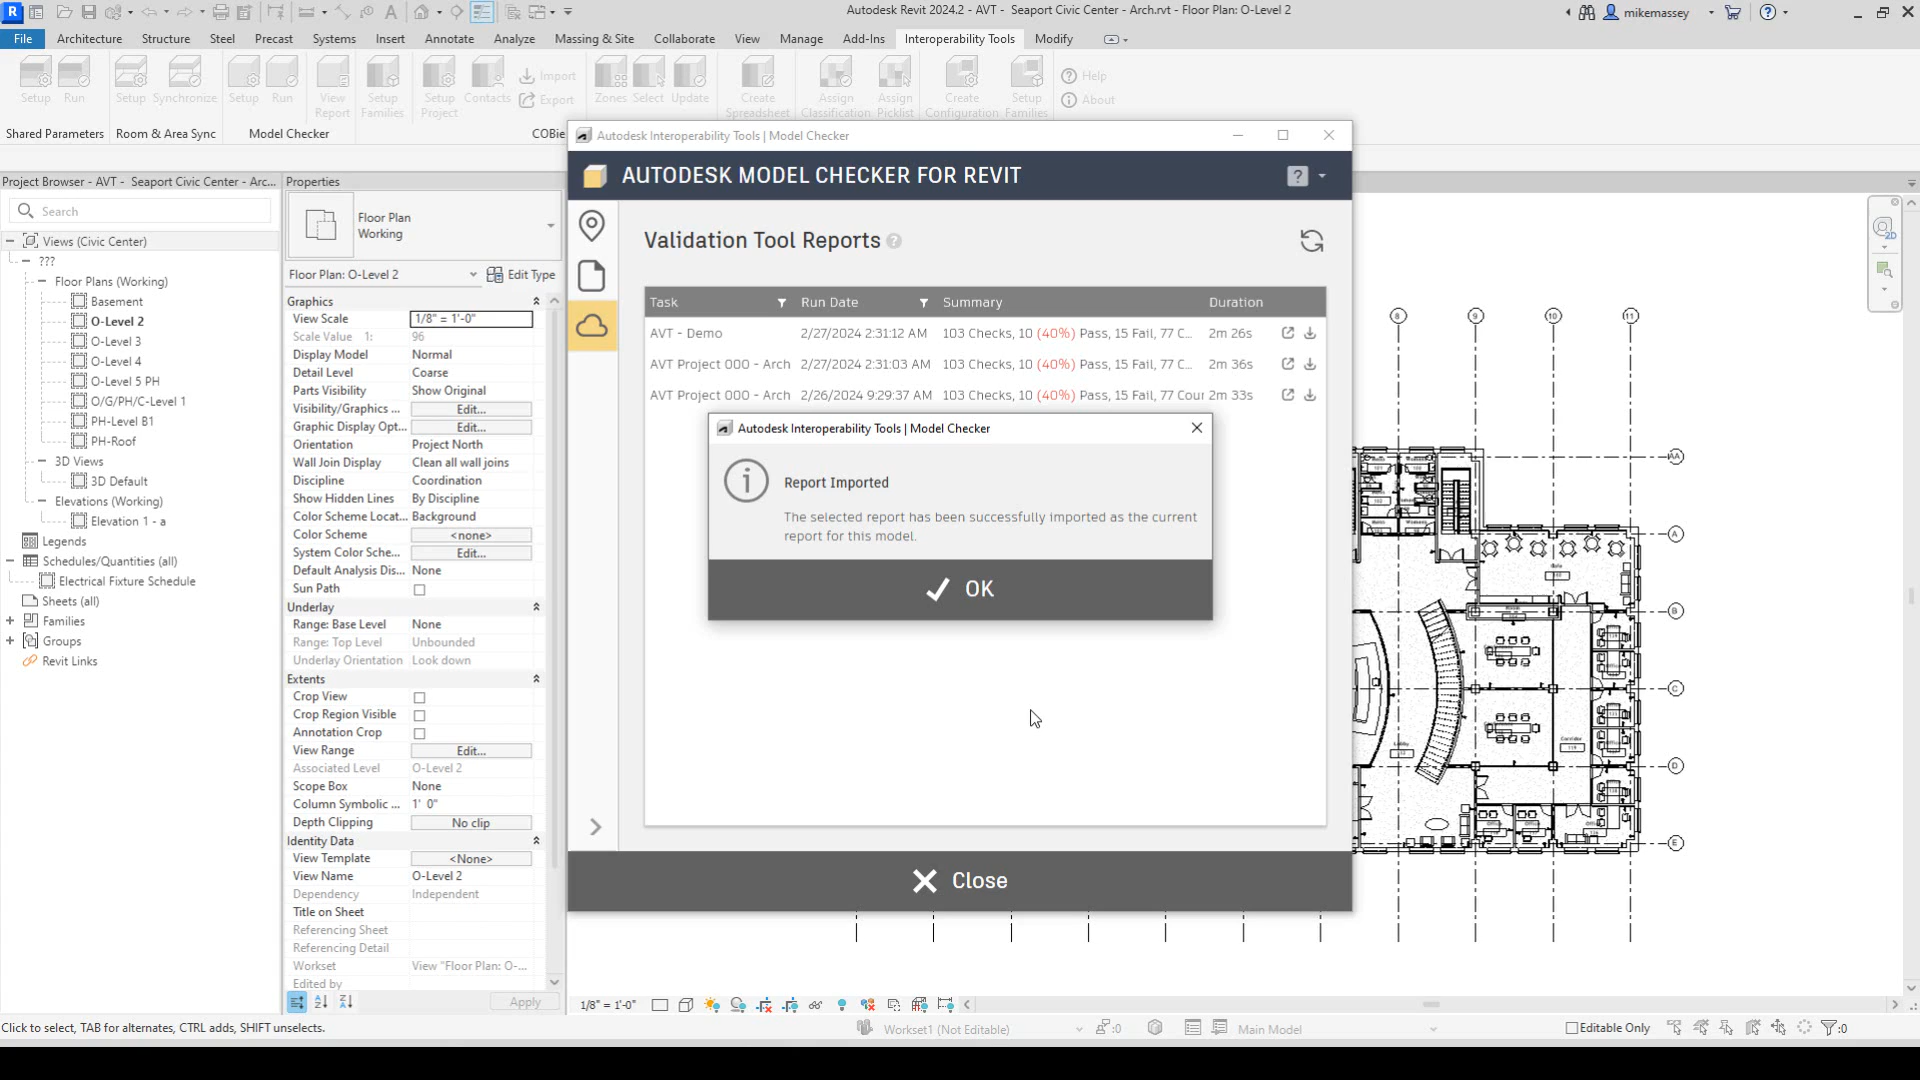 Autodesk Revit 2024.2 - AVT - Seaport Civic Center - Arch.rvt - Floor Plan: O-Level 2
mikemassey
File Architecture Structure Steel Precast Systems Insert Annotate Analyze Massing & Site Collaborate View Manage Add-Ins Interoperability Tools Modify
Import
Help
Setup Run Setup Synchronize Setup Run View Report Setup Families Setup Project Contacts Export Zones Select Update Create Spreadsheet Assign Classification Assign Picklist Create Configuration Setup Families
About
Shared Parameters Room & Area Sync Model Checker COBie
Autodesk Interoperability Tools | Model Checker
AUTODESK MODEL CHECKER FOR REVIT
Validation Tool Reports
Task Run Date Summary Duration
AVT - Demo 2/27/2024 2:31:12 AM 103 Checks, 10 (40%) Pass, 15 Fail, 77 C... 2m 26s
AVT Project 000 - Arch 2/27/2024 2:31:03 AM 103 Checks, 10 (40%) Pass, 15 Fail, 77 C... 2m 36s
AVT Project 000 - Arch 2/26/2024 9:29:37 AM 103 Checks, 10 (40%) Pass, 15 Fail, 77 Cour 2m 33s
Autodesk Interoperability Tools | Model Checker
Report Imported
The selected report has been successfully imported as the current
report for this model.
OK
Close
Project Browser - AVT - Seaport Civic Center - Arc...
Search
Views (Civic Center)
???
Floor Plans (Working)
Basement
O-Level 2
O-Level 3
O-Level 4
O-Level 5 PH
O/G/PH/C-Level 1
PH-Level B1
PH-Roof
3D Views
3D Default
Elevations (Working)
Elevation 1 - a
Legends
Schedules/Quantities (all)
Electrical Fixture Schedule
Sheets (all)
Families
Groups
Revit Links
Properties
Floor Plan
Working
Floor Plan: O-Level 2 Edit Type
Graphics
View Scale 1/8" = 1'-0"
Scale Value 1: 96
Display Model Normal
Detail Level Coarse
Parts Visibility Show Original
Visibility/Graphics ... Edit...
Graphic Display Opt... Edit...
Orientation Project North
Wall Join Display Clean all wall joins
Discipline Coordination
Show Hidden Lines By Discipline
Color Scheme Locat... Background
Color Scheme <none>
System Color Sche... Edit...
Default Analysis Dis... None
Sun Path
Underlay
Range: Base Level None
Range: Top Level Unbounded
Underlay Orientation Look down
Extents
Crop View
Crop Region Visible
Annotation Crop
View Range Edit...
Associated Level O-Level 2
Scope Box None
Column Symbolic ... 1' 0"
Depth Clipping No clip
Identity Data
View Template <None>
View Name O-Level 2
Dependency Independent
Title on Sheet
Referencing Sheet
Referencing Detail
Workset View "Floor Plan: O-...
Edited by
Apply
8 9 10 11
AA
A
B
C
D
E
Lobby
Corridor
2D
1/8" = 1'-0"
Click to select, TAB for alternates, CTRL adds, SHIFT unselects.
Workset1 (Not Editable) :0 Main Model Editable Only :0